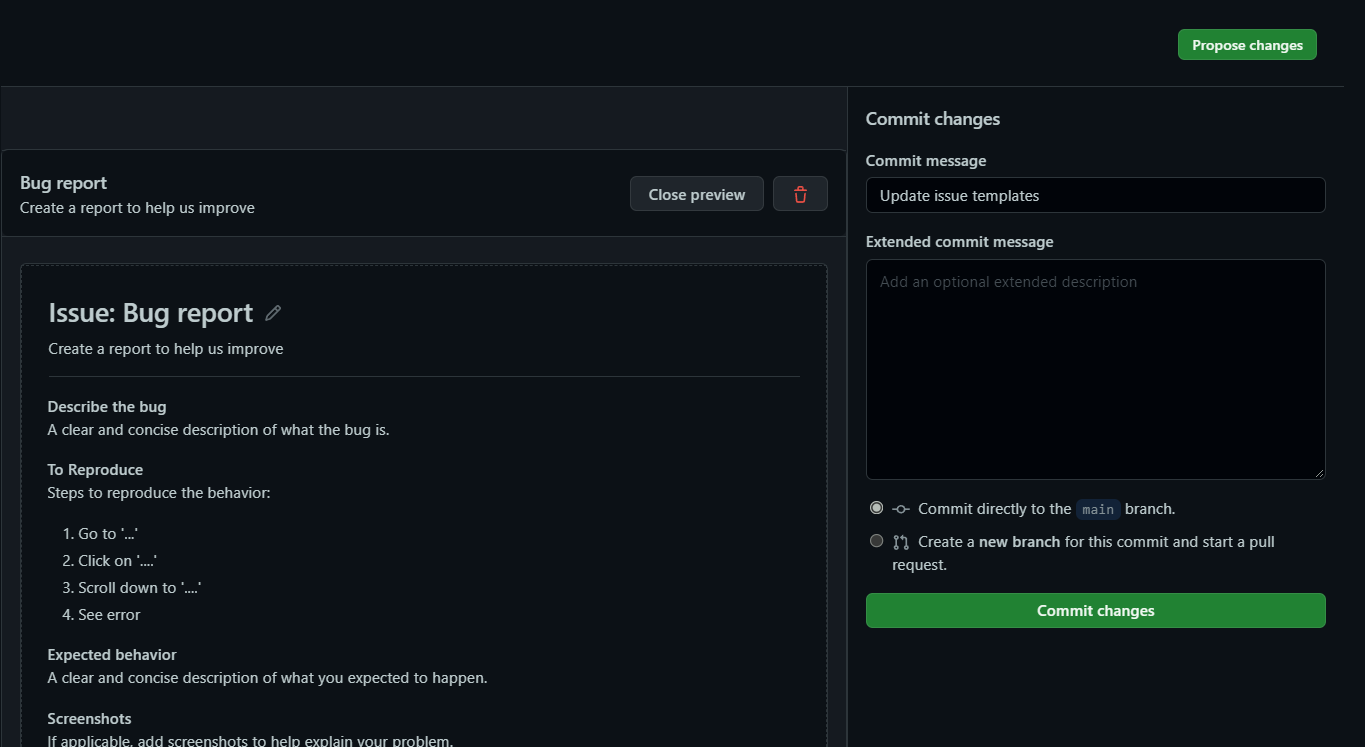 Propose changes
Bug report
Create a report to help us improve
Close preview
Issue: Bug report
Create a report to help us improve
Describe the bug
A clear and concise description of what the bug is.
To Reproduce
Steps to reproduce the behavior:
1. Go to '...'
2. Click on '....'
3. Scroll down to '....'
4. See error
Expected behavior
A clear and concise description of what you expected to happen.
Screenshots
If applicable, add screenshots to help explain your problem.
Commit changes
Commit message
Update issue templates
Extended commit message
Add an optional extended description
Commit directly to the main branch.
Create a new branch for this commit and start a pull
request.
Commit changes